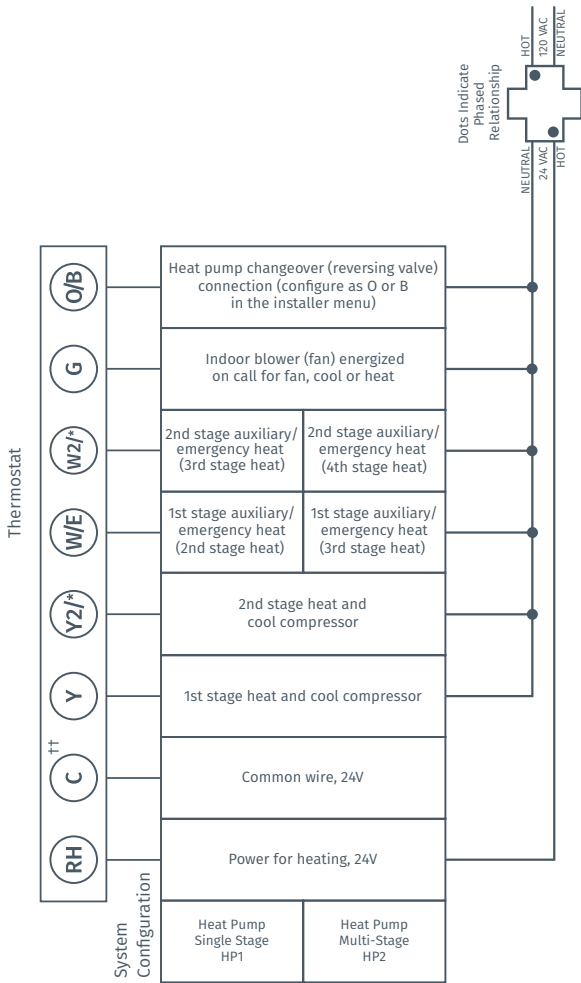 HOT
120 VAC
NEUTRAL
Dots Indicate
Phased
Relationship
NEUTRAL
24 VAC
HOT
Thermostat
O/B
Heat pump changeover (reversing valve)
connection (configure as O or B
in the installer menu)
G
Indoor blower (fan) energized
on call for fan, cool or heat
W2/*
2nd stage auxiliary/
emergency heat
(3rd stage heat)
2nd stage auxiliary/
emergency heat
(4th stage heat)
W/E
1st stage auxiliary/
emergency heat
(2nd stage heat)
1st stage auxiliary/
emergency heat
(3rd stage heat)
Y2/*
2nd stage heat and
cool compressor
Y
1st stage heat and cool compressor
C
††
Common wire, 24V
RH
Power for heating, 24V
System
Configuration
Heat Pump
Single Stage
HP1
Heat Pump
Multi-Stage
HP2